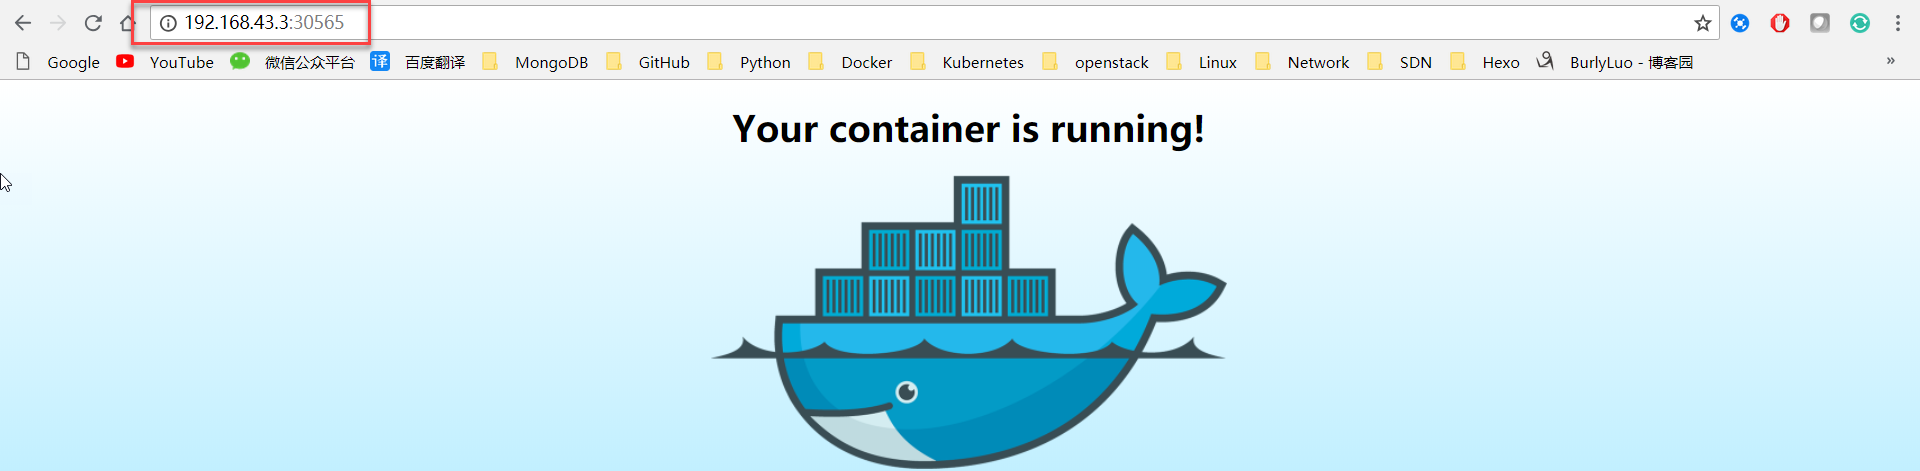 192.168.43.3:30565
Google YouTube 微信公众平台 译 百度翻译 MongoDB GitHub Python Docker Kubernetes openstack Linux Network SDN Hexo BurlyLuo - 博客园 »
Your container is running!